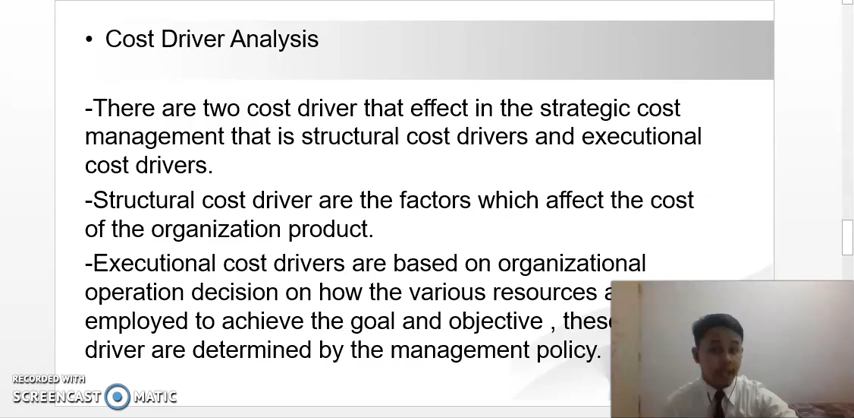 • Cost Driver Analysis
-There are two cost driver that effect in the strategic cost
management that is structural cost drivers and executional
cost drivers.
-Structural cost driver are the factors which affect the cost
of the organization product.
-Executional cost drivers are based on organizational
operation decision on how the various resources
employed to achieve the goal and objective , these
driver are determined by the management policy.
RECORDED WITH
SCREENCAST MATIC